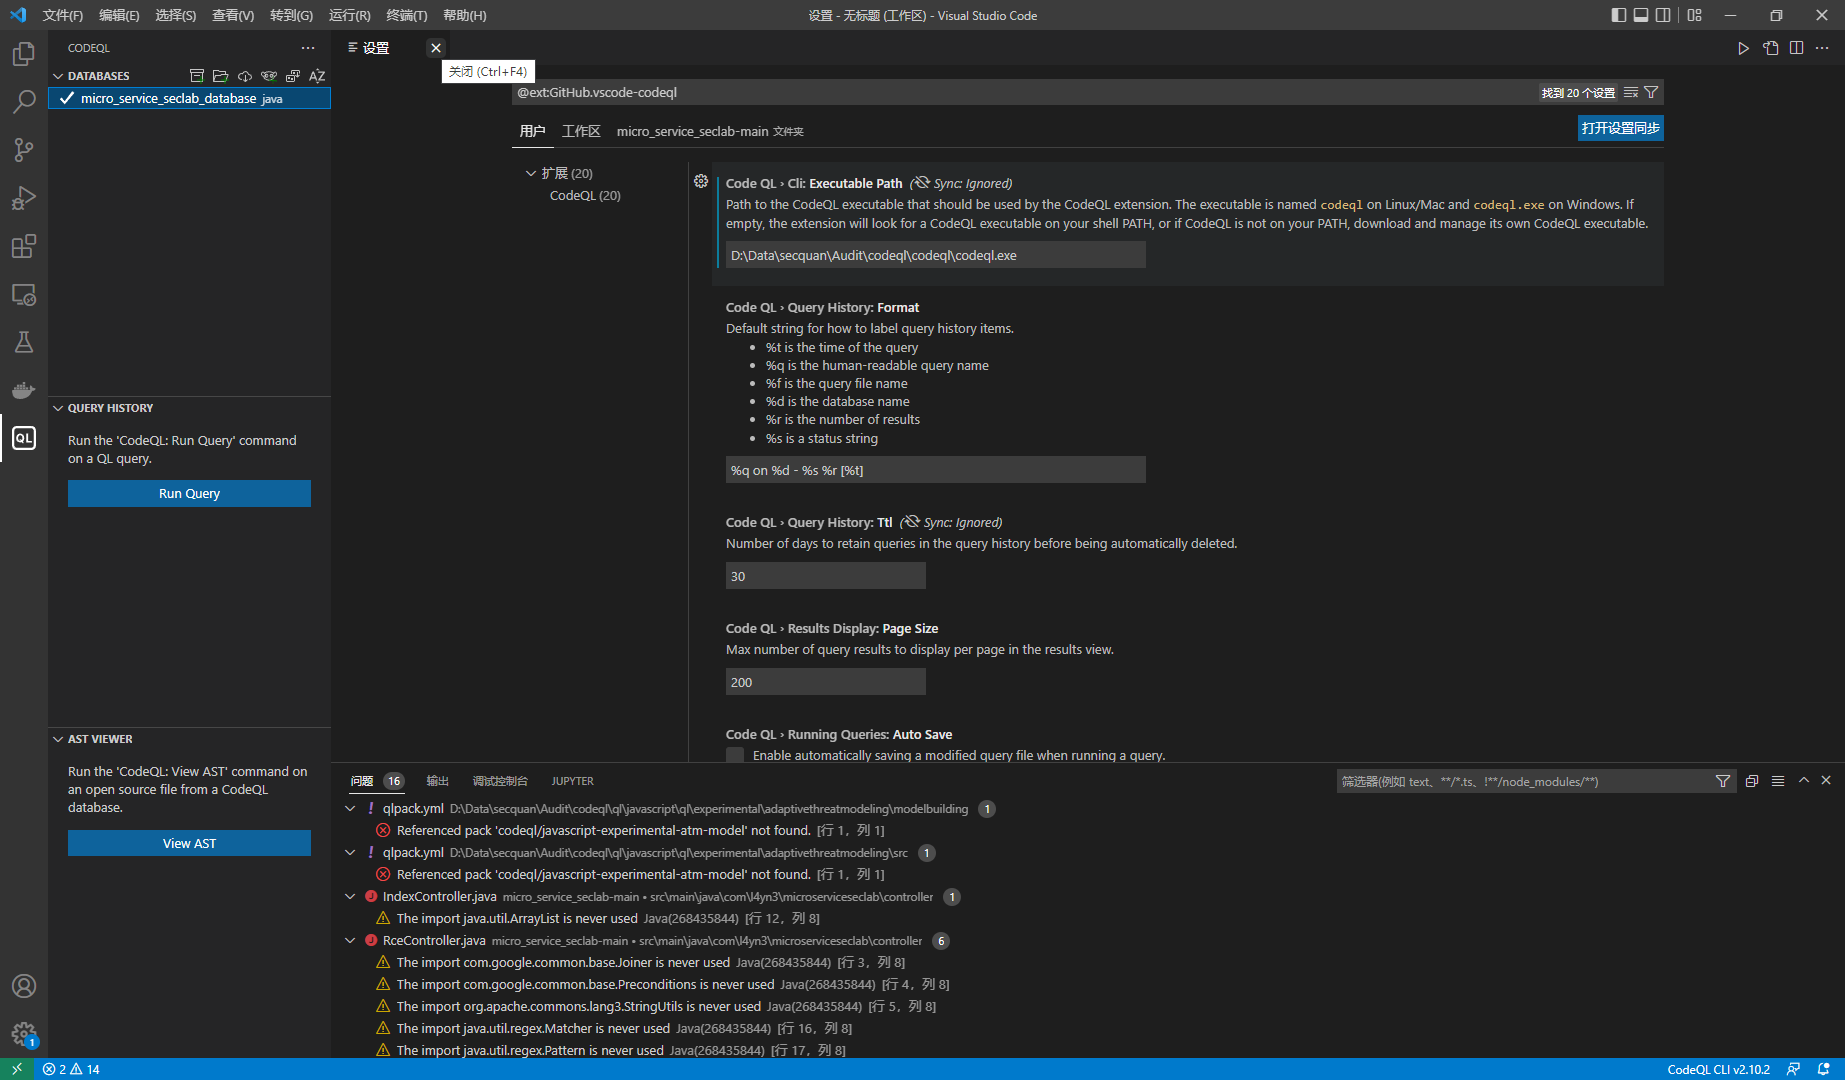 文件(F) 编辑(E) 选择(S) 查看(V) 转到(G) 运行(R) 终端(T) 帮助(H)
设置 - 无标题 (工作区) - Visual Studio Code
CODEQL
DATABASES
micro_service_seclab_database java
QUERY HISTORY
Run the 'CodeQL: Run Query' command
on a QL query.
Run Query
AST VIEWER
Run the 'CodeQL: View AST' command on
an open source file from a CodeQL
database.
View AST
QL
1
设置
关闭 (Ctrl+F4)
@ext:GitHub.vscode-codeql
找到 20 个设置
用户 工作区 micro_service_seclab-main 文件夹
打开设置同步
扩展 (20)
CodeQL (20)
Code QL › Cli: Executable Path (Sync: Ignored)
Path to the CodeQL executable that should be used by the CodeQL extension. The executable is named codeql on Linux/Mac and codeql.exe on Windows. If
empty, the extension will look for a CodeQL executable on your shell PATH, or if CodeQL is not on your PATH, download and manage its own CodeQL executable.
D:\Data\secquan\Audit\codeql\codeql\codeql.exe
Code QL › Query History: Format
Default string for how to label query history items.
• %t is the time of the query
• %q is the human-readable query name
• %f is the query file name
• %d is the database name
• %r is the number of results
• %s is a status string
%q on %d - %s %r [%t]
Code QL › Query History: Ttl (Sync: Ignored)
Number of days to retain queries in the query history before being automatically deleted.
30
Code QL › Results Display: Page Size
Max number of query results to display per page in the results view.
200
Code QL › Running Queries: Auto Save
Enable automatically saving a modified query file when running a query.
问题 16 输出 调试控制台 JUPYTER
筛选器(例如 text、**/*.ts、!**/node_modules/**)
! qlpack.yml D:\Data\secquan\Audit\codeql\ql\javascript\ql\experimental\adaptivethreatmodeling\modelbuilding 1
Referenced pack 'codeql/javascript-experimental-atm-model' not found. [行 1，列 1]
! qlpack.yml D:\Data\secquan\Audit\codeql\ql\javascript\ql\experimental\adaptivethreatmodeling\src 1
Referenced pack 'codeql/javascript-experimental-atm-model' not found. [行 1，列 1]
J IndexController.java micro_service_seclab-main • src\main\java\com\l4yn3\microserviceseclab\controller 1
The import java.util.ArrayList is never used Java(268435844) [行 12，列 8]
J RceController.java micro_service_seclab-main • src\main\java\com\l4yn3\microserviceseclab\controller 6
The import com.google.common.base.Joiner is never used Java(268435844) [行 3，列 8]
The import com.google.common.base.Preconditions is never used Java(268435844) [行 4，列 8]
The import org.apache.commons.lang3.StringUtils is never used Java(268435844) [行 5，列 8]
The import java.util.regex.Matcher is never used Java(268435844) [行 16，列 8]
The import java.util.regex.Pattern is never used Java(268435844) [行 17，列 8]
2 14
CodeQL CLI v2.10.2